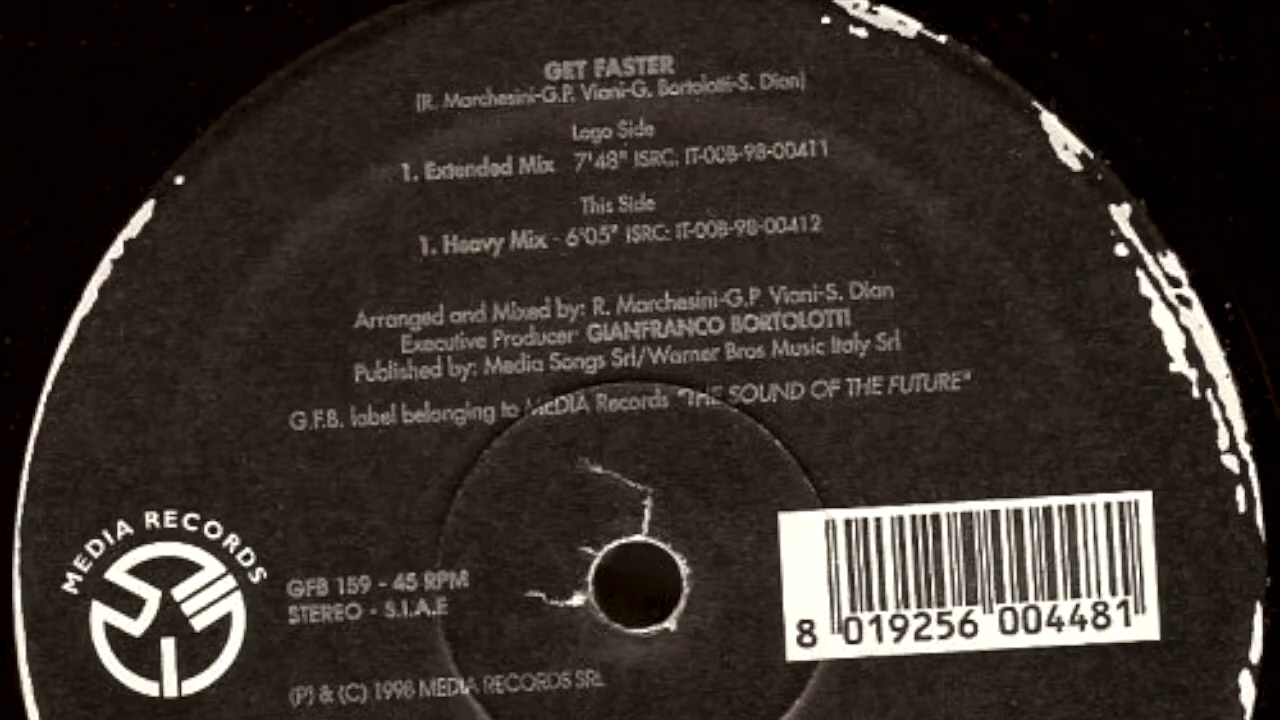 GET FASTER
(R. Marchesini-G.P. Viani-G. Bortolotti-S. Dian)
Logo Side
1. Extended Mix 7'48" ISRC: IT-00B-98-00411
This Side
1. Heavy Mix - 6'05" ISRC: IT-00B-98-00412
Arranged and Mixed by: R. Marchesini-G.P. Viani-S. Dian
Executive Producer: GIANFRANCO BORTOLOTTI
Published by: Media Songs Srl/Warner Bros Music Italy Srl
G.F.B. label belonging to MEDIA Records "THE SOUND OF THE FUTURE"
MEDIA RECORDS
GFB 159 - 45 RPM
STEREO - S.I.A.E
8 019256 004481
(P) & (C) 1998 MEDIA RECORDS SRL